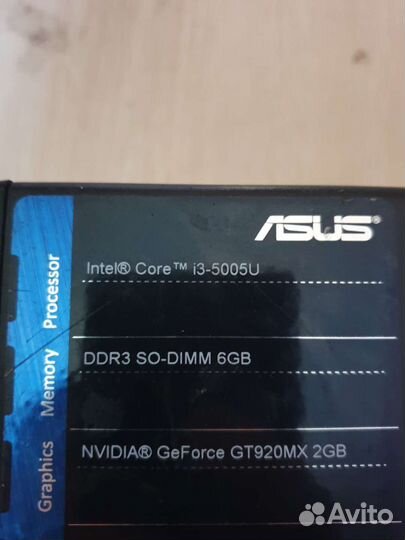 ASUS®
Processor
Intel® Core™ i3-5005U
Memory
DDR3 SO-DIMM 6GB
Graphics
NVIDIA® GeForce GT920MX 2GB
Avito